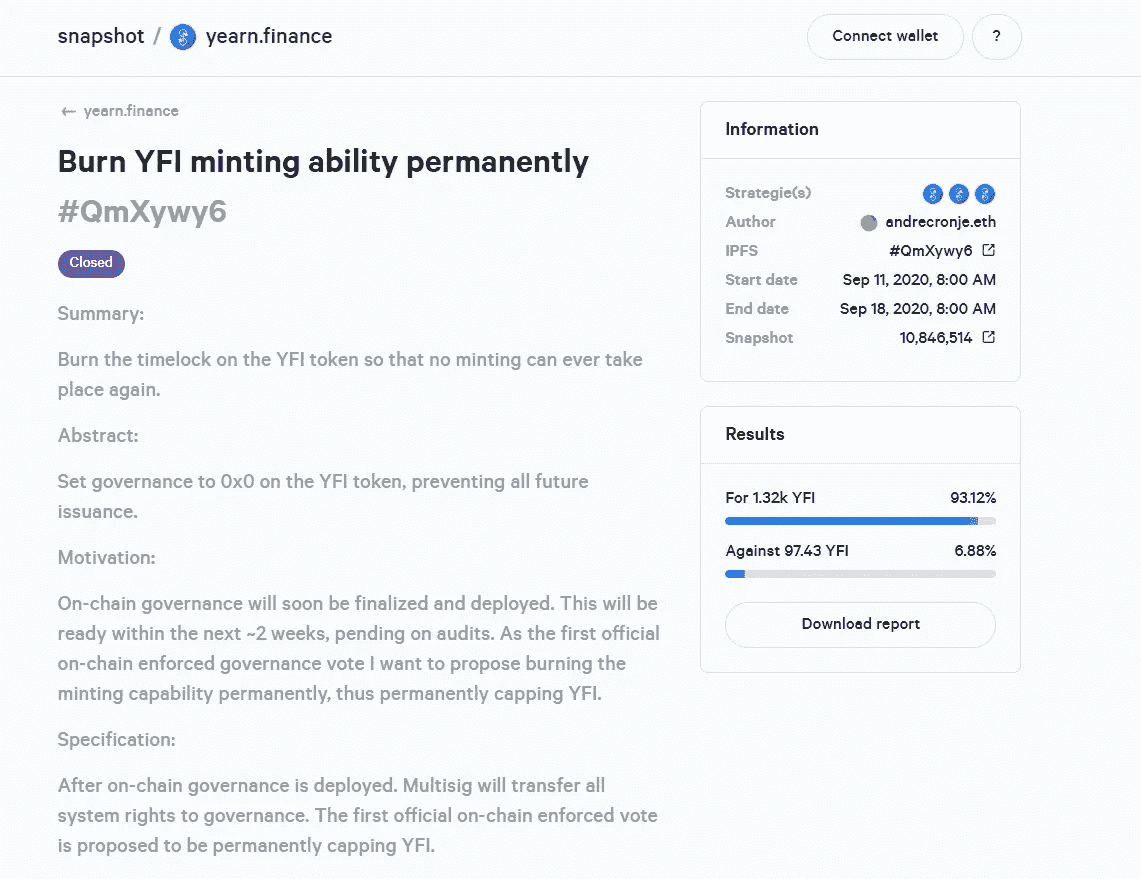 snapshot / yearn.finance
Connect wallet
?
← yearn.finance
Burn YFI minting ability permanently
#QmXywy6
Closed
Summary:
Burn the timelock on the YFI token so that no minting can ever take
place again.
Abstract:
Set governance to 0x0 on the YFI token, preventing all future
issuance.
Motivation:
On-chain governance will soon be finalized and deployed. This will be
ready within the next ~2 weeks, pending on audits. As the first official
on-chain enforced governance vote I want to propose burning the
minting capability permanently, thus permanently capping YFI.
Specification:
After on-chain governance is deployed. Multisig will transfer all
system rights to governance. The first official on-chain enforced vote
is proposed to be permanently capping YFI.
Information
Strategie(s)
Author andrecronje.eth
IPFS #QmXywy6
Start date Sep 11, 2020, 8:00 AM
End date Sep 18, 2020, 8:00 AM
Snapshot 10,846,514
Results
For 1.32k YFI 93.12%
Against 97.43 YFI 6.88%
Download report